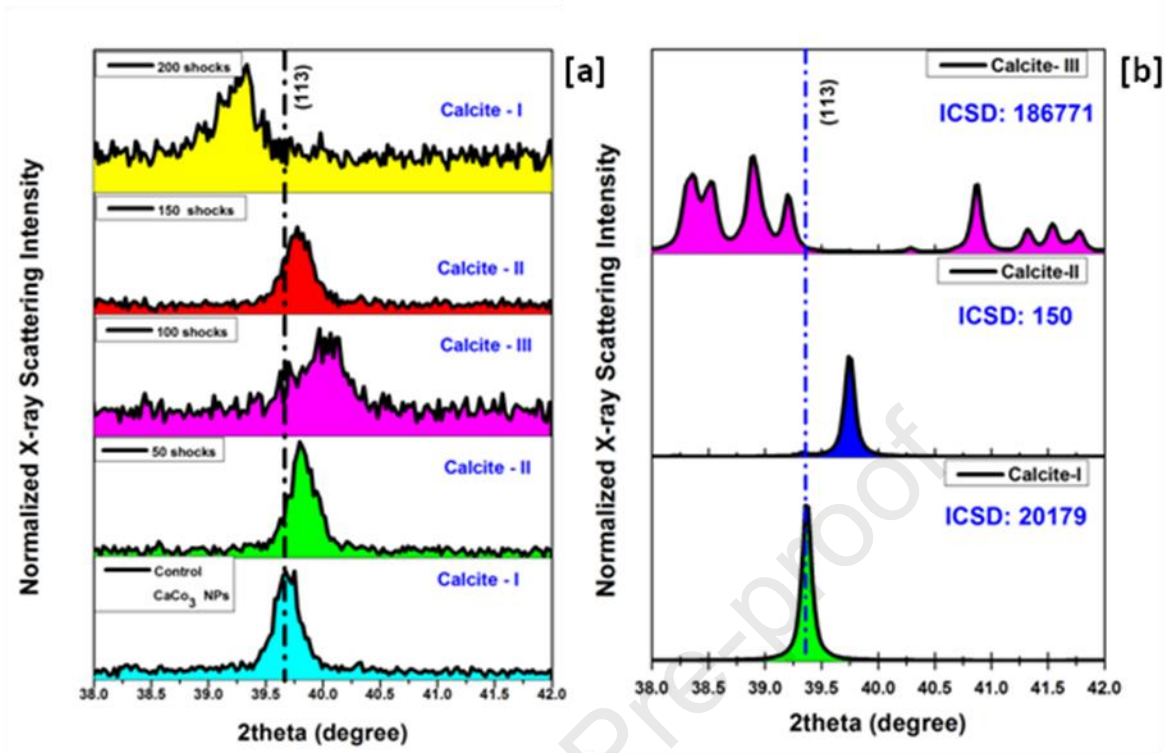 [a]
200 shocks
(113)
Calcite - I
150 shocks
Calcite - II
100 shocks
Calcite - III
50 shocks
Calcite - II
Control
CaCo3 NPs
Calcite - I
38.0 38.5 39.0 39.5 40.0 40.5 41.0 41.5 42.0
2theta (degree)
Normalized X-ray Scattering Intensity
[b]
Calcite- III
(113)
ICSD: 186771
Calcite-II
ICSD: 150
Calcite-I
ICSD: 20179
38.0 38.5 39.0 39.5 40.0 40.5 41.0 41.5 42.0
2theta (degree)
Normalized X-ray Scattering Intensity
Pre-proof